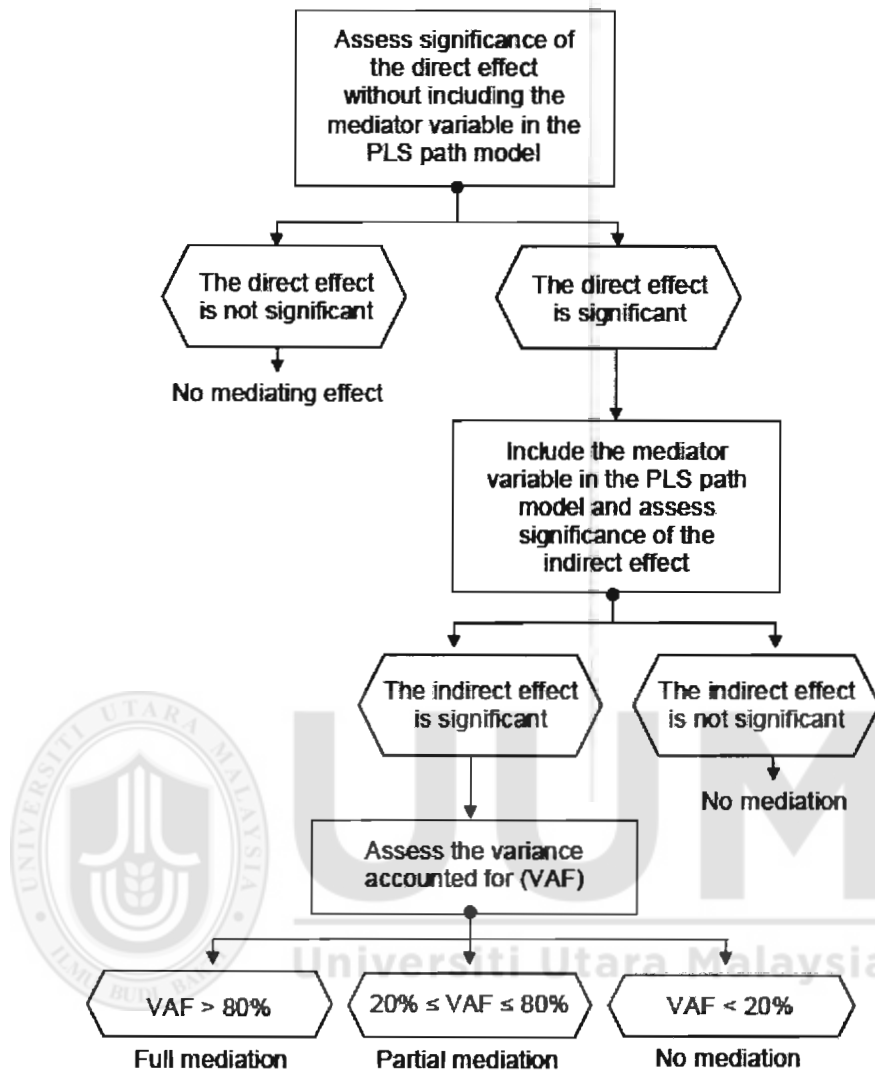 Assess significance of
the direct effect
without including the
mediator variable in the
PLS path model
The direct effect
is not significant
The direct effect
is significant
No mediating effect
Include the mediator
variable in the PLS path
model and assess
significance of the
indirect effect
The indirect effect
is significant
The indirect effect
is not significant
No mediation
Assess the variance
accounted for (VAF)
VAF > 80%
20% ≤ VAF ≤ 80%
VAF < 20%
Full mediation
Partial mediation
No mediation
UNIVERSITI UTARA MALAYSIA
ILMU BUDI BAKTI
UUM
Universiti Utara Malaysia